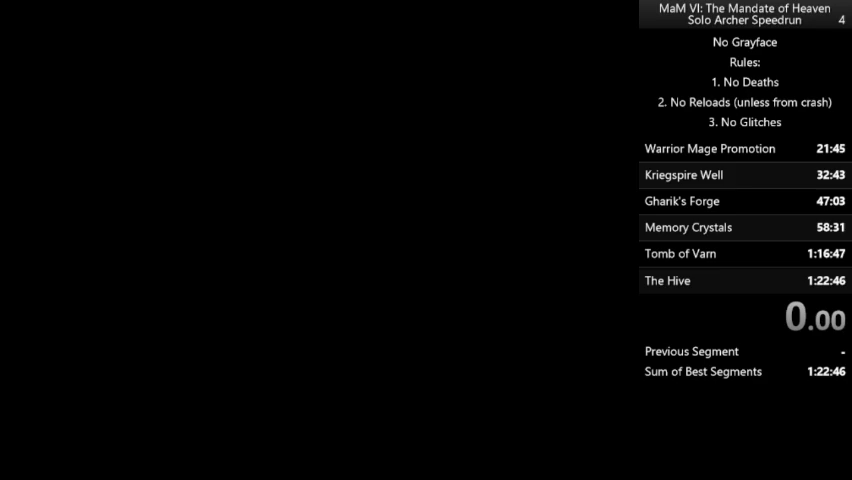 MaM VI: The Mandate of Heaven
Solo Archer Speedrun 4
No Grayface
Rules:
1. No Deaths
2. No Reloads (unless from crash)
3. No Glitches
Warrior Mage Promotion 21:45
Kriegspire Well 32:43
Gharik's Forge 47:03
Memory Crystals 58:31
Tomb of Varn 1:16:47
The Hive 1:22:46
0.00
Previous Segment -
Sum of Best Segments 1:22:46